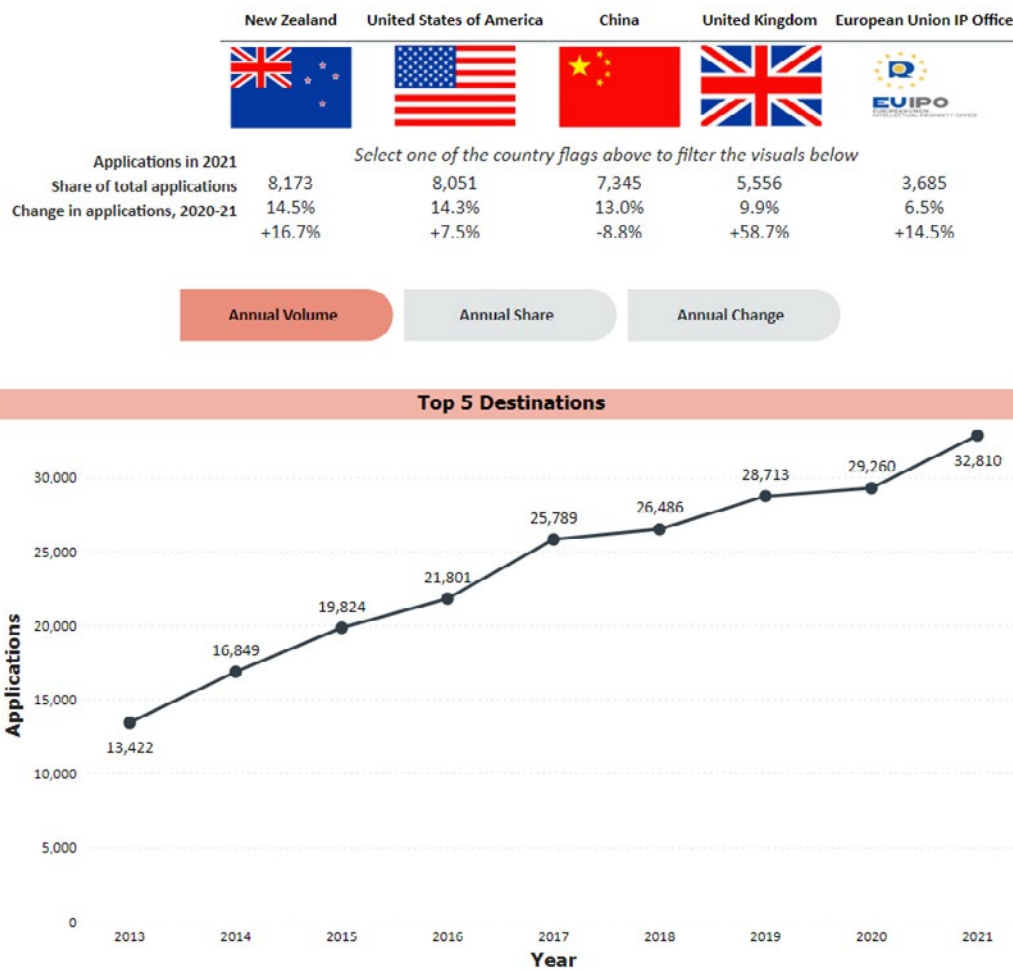 New Zealand United States of America China United Kingdom European Union IP Office
EUIPO
EUROPEAN UNION
INTELLECTUAL PROPERTY OFFICE
Select one of the country flags above to filter the visuals below
Applications in 2021
Share of total applications 8,173 8,051 7,345 5,556 3,685
Change in applications, 2020-21 14.5% 14.3% 13.0% 9.9% 6.5%
+16.7% +7.5% -8.8% +58.7% +14.5%
Annual Volume Annual Share Annual Change
Top 5 Destinations
Applications
30,000
25,000
20,000
15,000
10,000
5,000
0
13,422
16,849
19,824
21,801
25,789
26,486
28,713
29,260
32,810
2013 2014 2015 2016 2017 2018 2019 2020 2021
Year